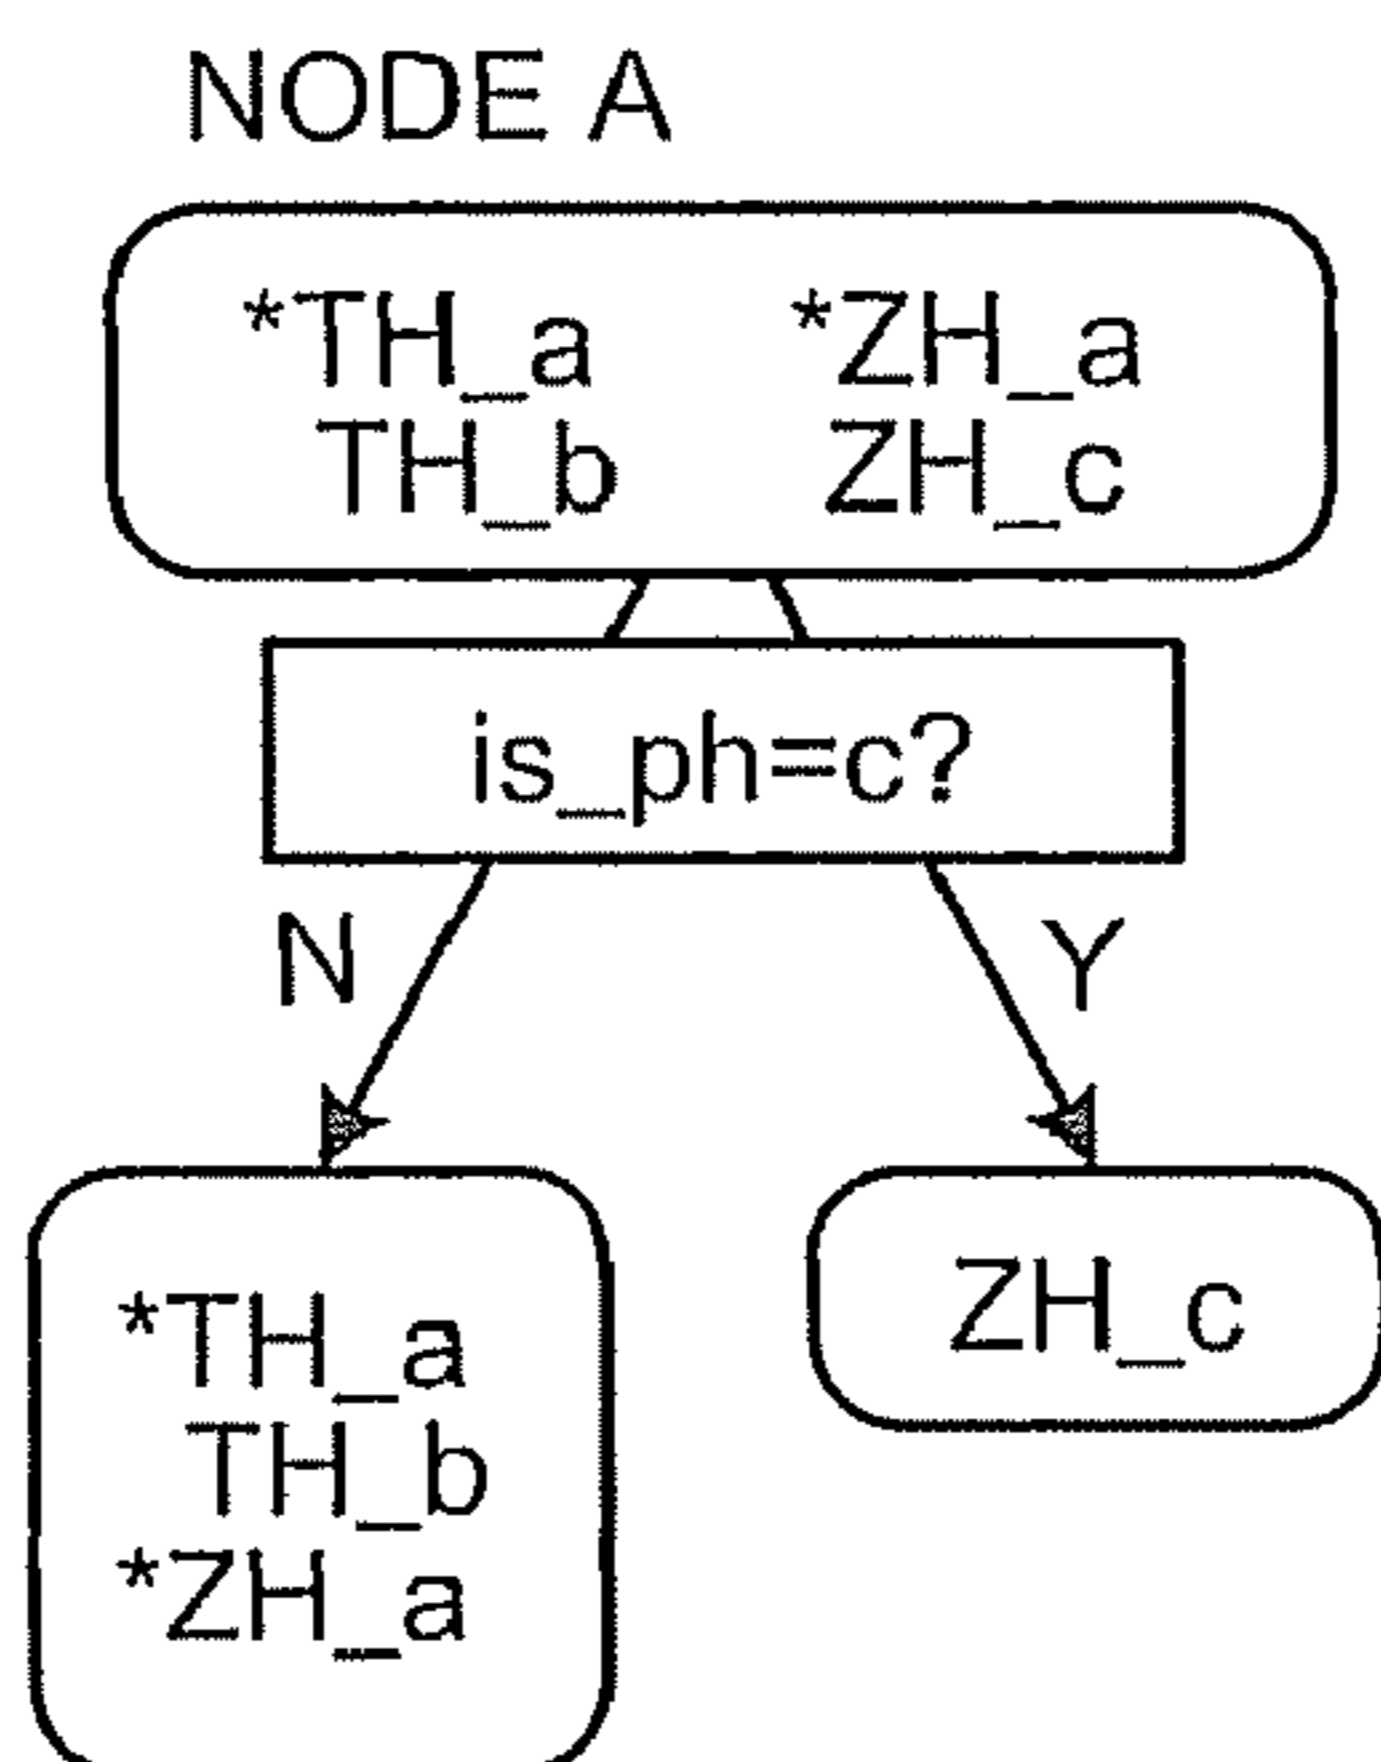 NODE A
*TH_a *ZH_a
TH_b ZH_c
is_ph=c?
N Y
*TH_a
TH_b
*ZH_a
ZH_c